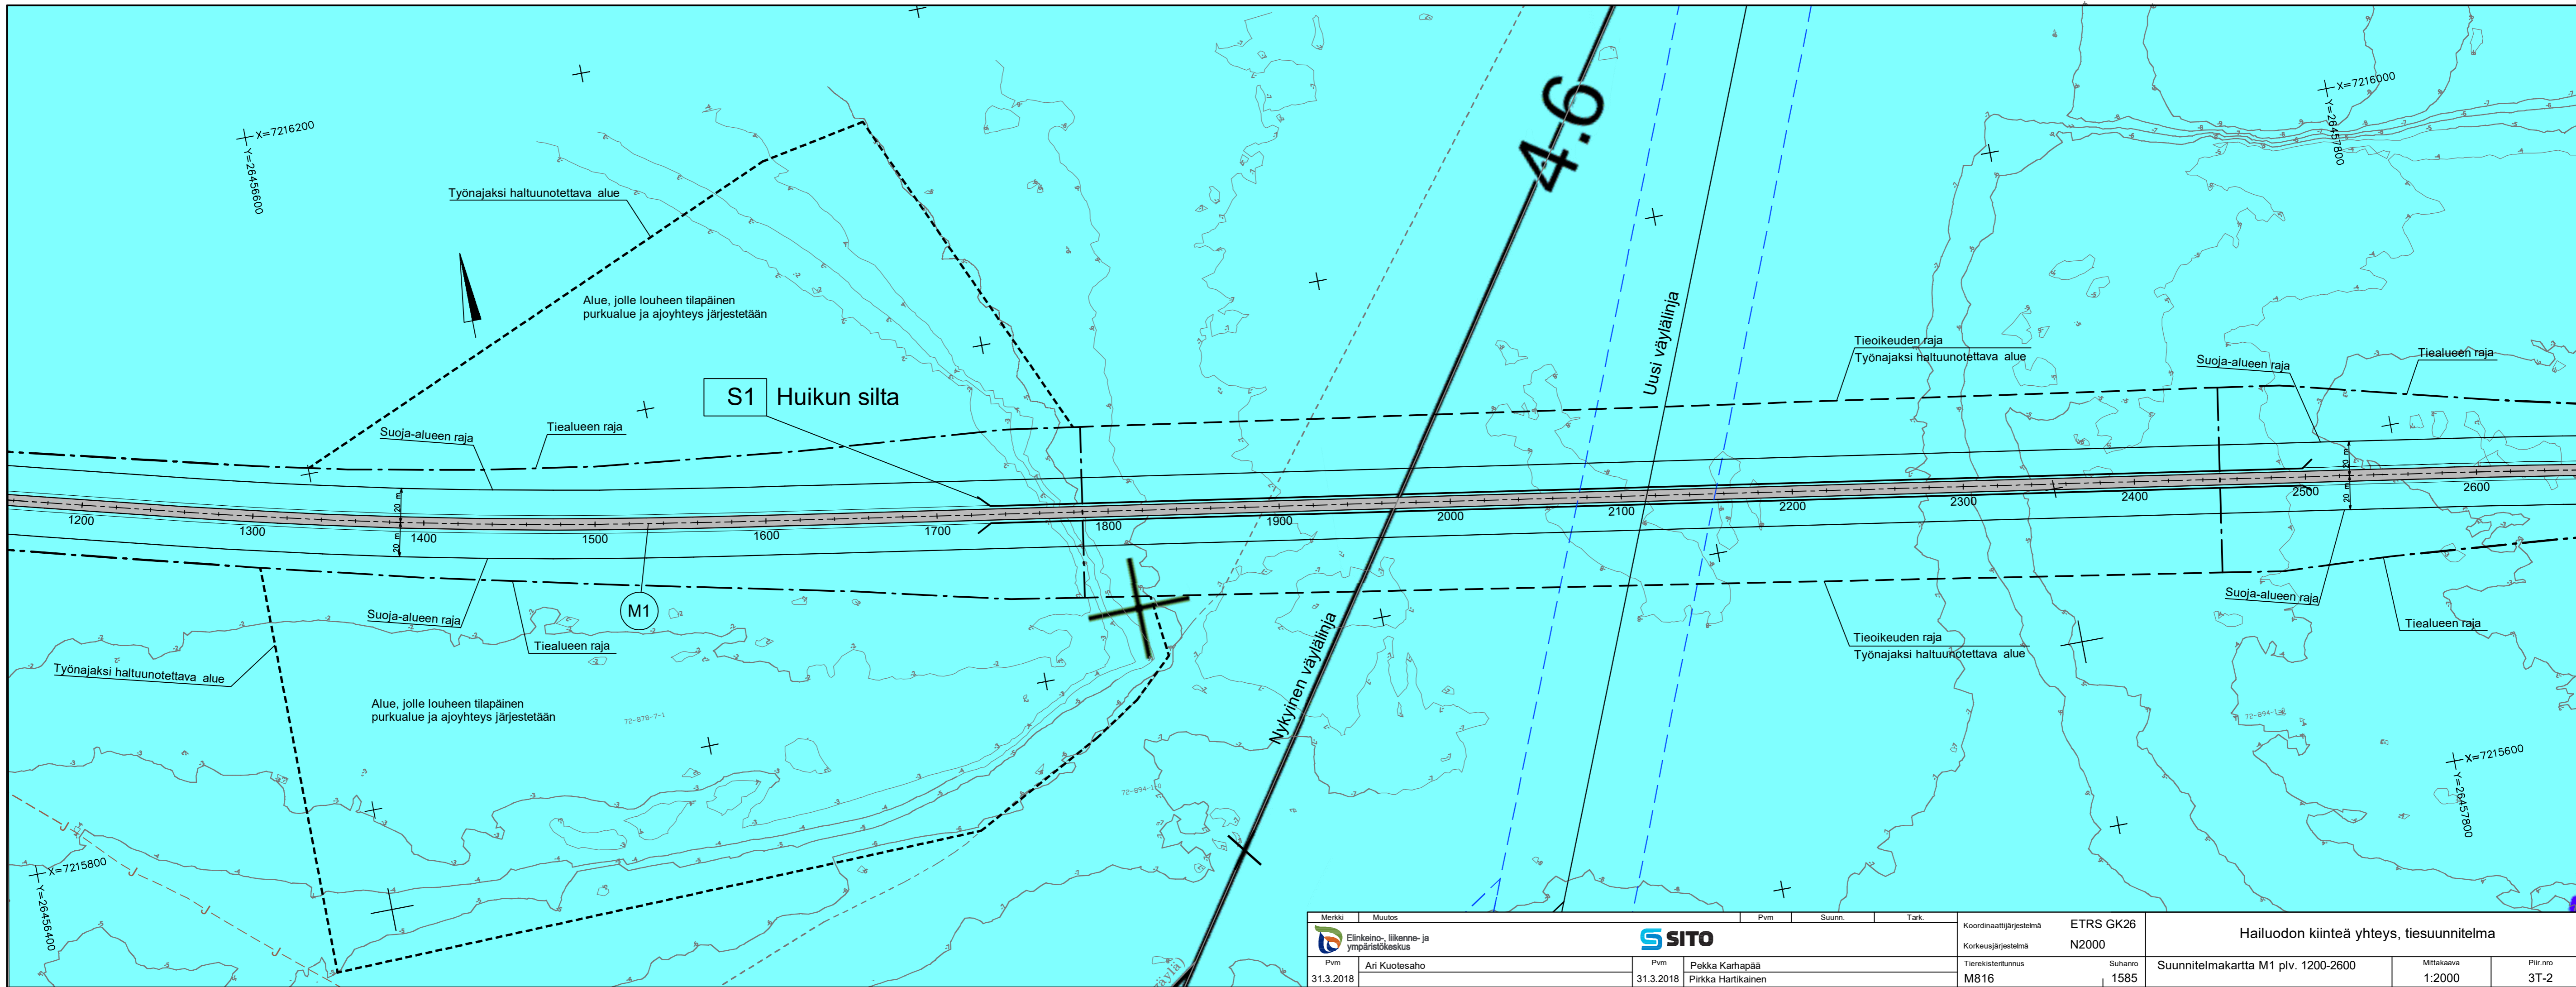 X=7216200
Y=26456600
Työnajaksi haltuunotettava alue
Alue, jolle louheen tilapäinen
purkualue ja ajoyhteys järjestetään
S1 Huikun silta
4.6
Uusi väylälinja
X=7216000
Y=26457800
Tieoikeuden raja
Työnajaksi haltuunotettava alue
Suoja-alueen raja
Tiealueen raja
Suoja-alueen raja
Tiealueen raja
20 m
20 m
20 m
20 m
1200
1300
1400
1500
1600
1700
1800
1900
2000
2100
2200
2300
2400
2500
2600
M1
Suoja-alueen raja
Tiealueen raja
Työnajaksi haltuunotettava alue
Alue, jolle louheen tilapäinen
purkualue ja ajoyhteys järjestetään
72-878-7-1
Nykyinen väylälinja
Tieoikeuden raja
Työnajaksi haltuunotettava alue
Suoja-alueen raja
Tiealueen raja
X=7215600
Y=26457800
X=7215800
Y=26456400
J
J
J
Merkki Muutos Pvm Suunn. Tark.
Elinkeino-, liikenne- ja
ympäristökeskus
SITO
Koordinaattijärjestelmä ETRS GK26
Korkeusjärjestelmä N2000
Hailuodon kiinteä yhteys, tiesuunnitelma
Pvm Ari Kuotesaho
31.3.2018
Pvm Pekka Karhapää
31.3.2018 Pirkka Hartikainen
Tierekisteritunnus Suhanro
M816 1585
Suunnitelmakartta M1 plv. 1200-2600
Mittakaava
1:2000
Piir.nro
3T-2